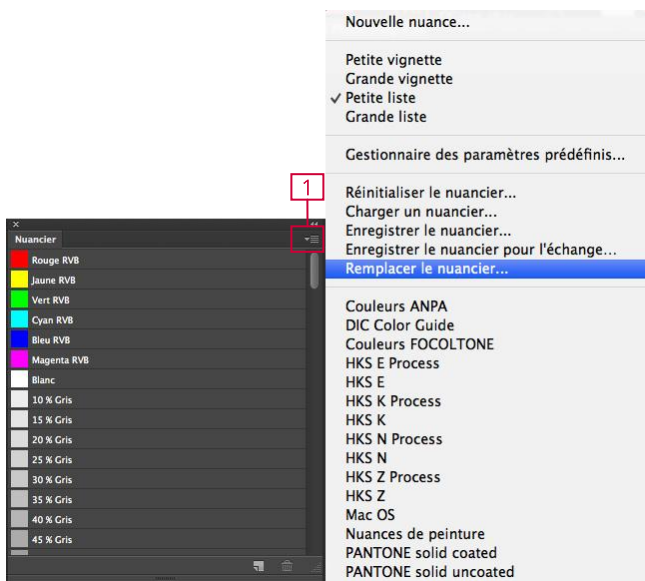 Nouvelle nuance...
Petite vignette
Grande vignette
✓ Petite liste
Grande liste
Gestionnaire des paramètres prédéfinis...
Réinitialiser le nuancier...
Charger un nuancier...
Enregistrer le nuancier...
Enregistrer le nuancier pour l'échange...
Remplacer le nuancier...
Couleurs ANPA
DIC Color Guide
Couleurs FOCOLTONE
HKS E Process
HKS E
HKS K Process
HKS K
HKS N Process
HKS N
HKS Z Process
HKS Z
Mac OS
Nuances de peinture
PANTONE solid coated
PANTONE solid uncoated
1
Nuancier
Rouge RVB
Jaune RVB
Vert RVB
Cyan RVB
Bleu RVB
Magenta RVB
Blanc
10 % Gris
15 % Gris
20 % Gris
25 % Gris
30 % Gris
35 % Gris
40 % Gris
45 % Gris